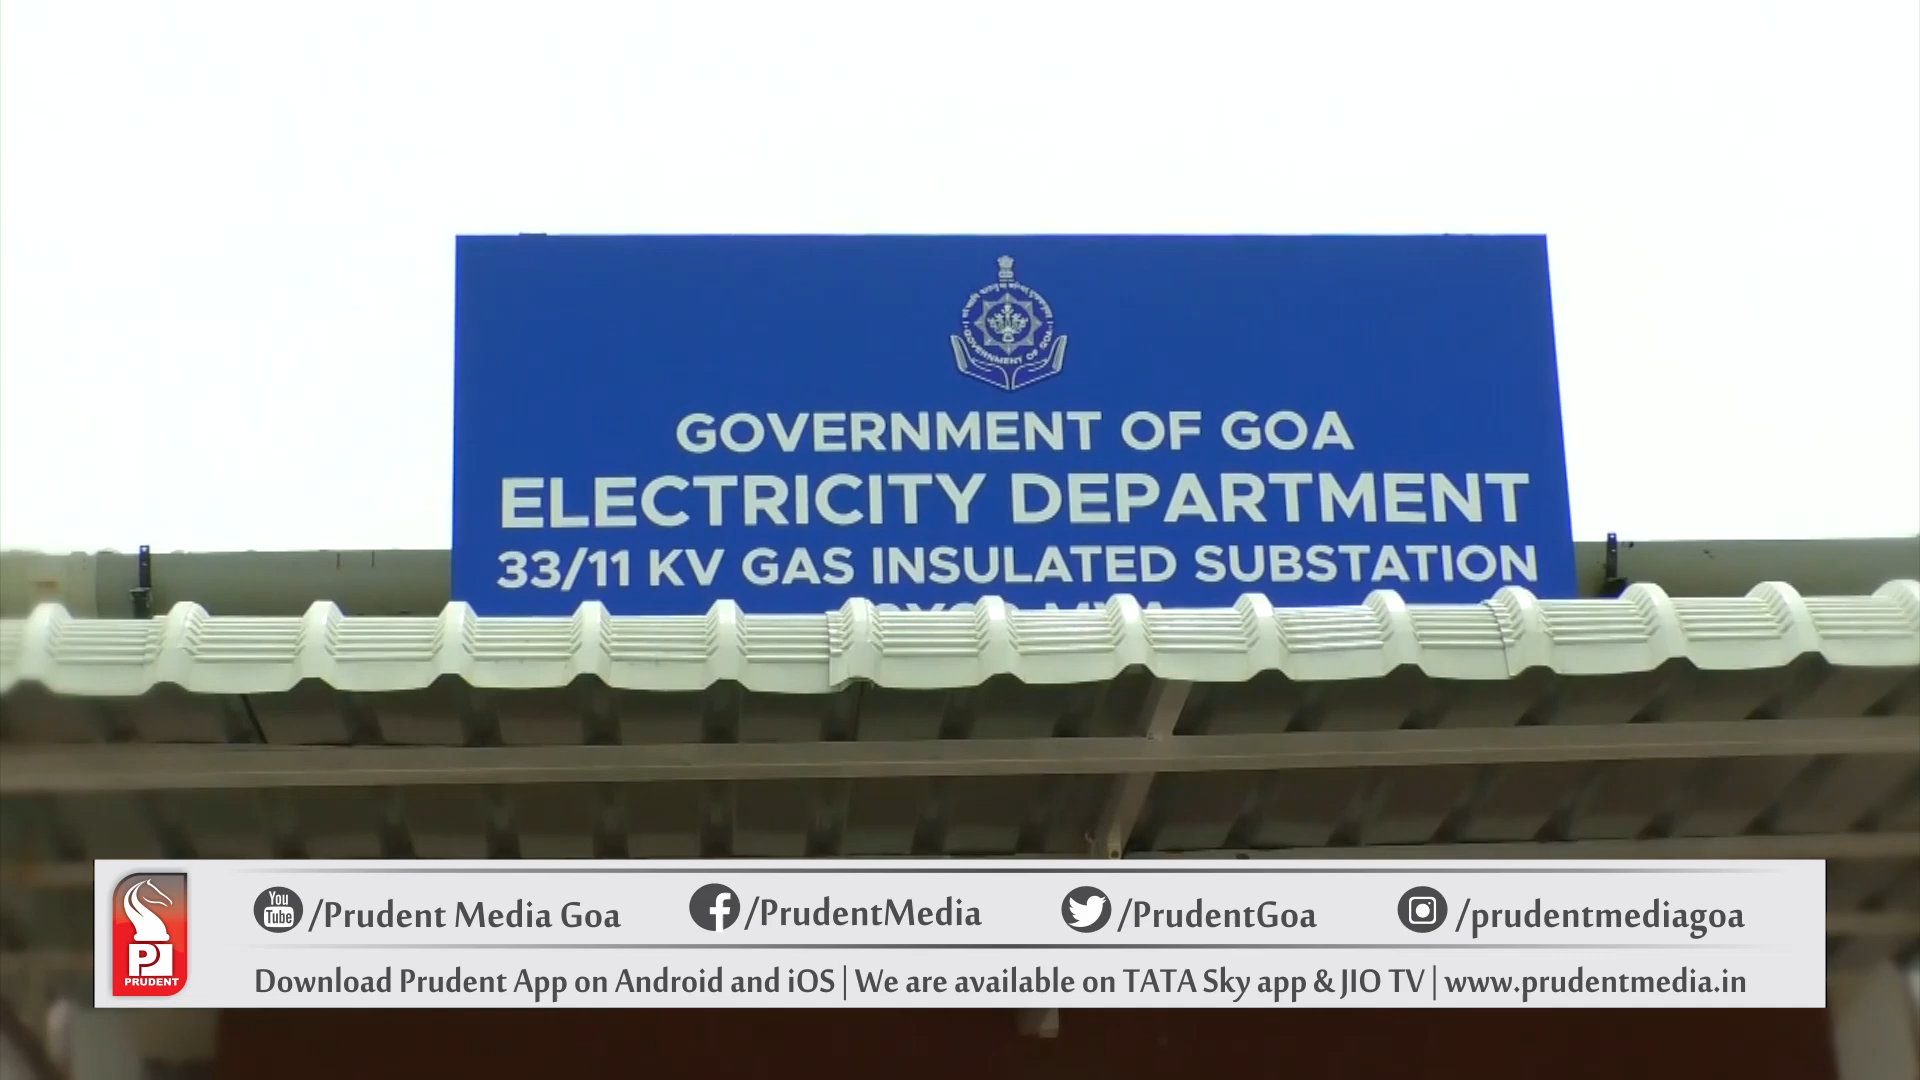 GOVERNMENT OF GOA
GOVERNMENT OF GOA
ELECTRICITY DEPARTMENT
33/11 KV GAS INSULATED SUBSTATION
You Tube /Prudent Media Goa /PrudentMedia /PrudentGoa /prudentmediagoa
PRUDENT
Download Prudent App on Android and iOS | We are available on TATA Sky app & JIO TV | www.prudentmedia.in